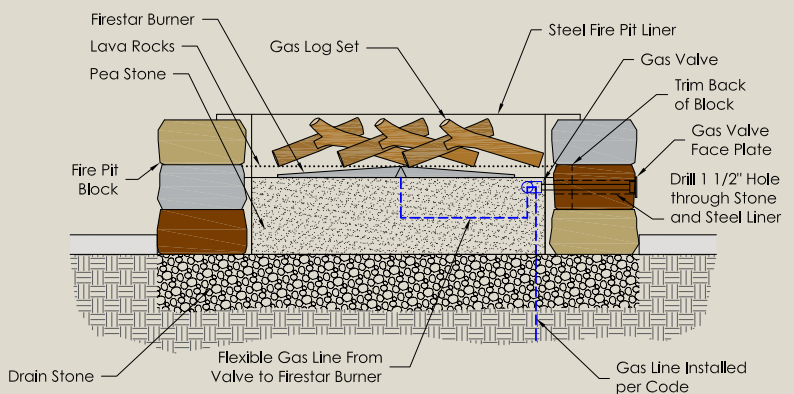 Firestar Burner
Lava Rocks
Pea Stone
Gas Log Set
Steel Fire Pit Liner
Gas Valve
Trim Back
of Block
Gas Valve
Face Plate
Fire Pit
Block
Drill 1 1/2" Hole
through Stone
and Steel Liner
Drain Stone
Flexible Gas Line From
Valve to Firestar Burner
Gas Line Installed
per Code